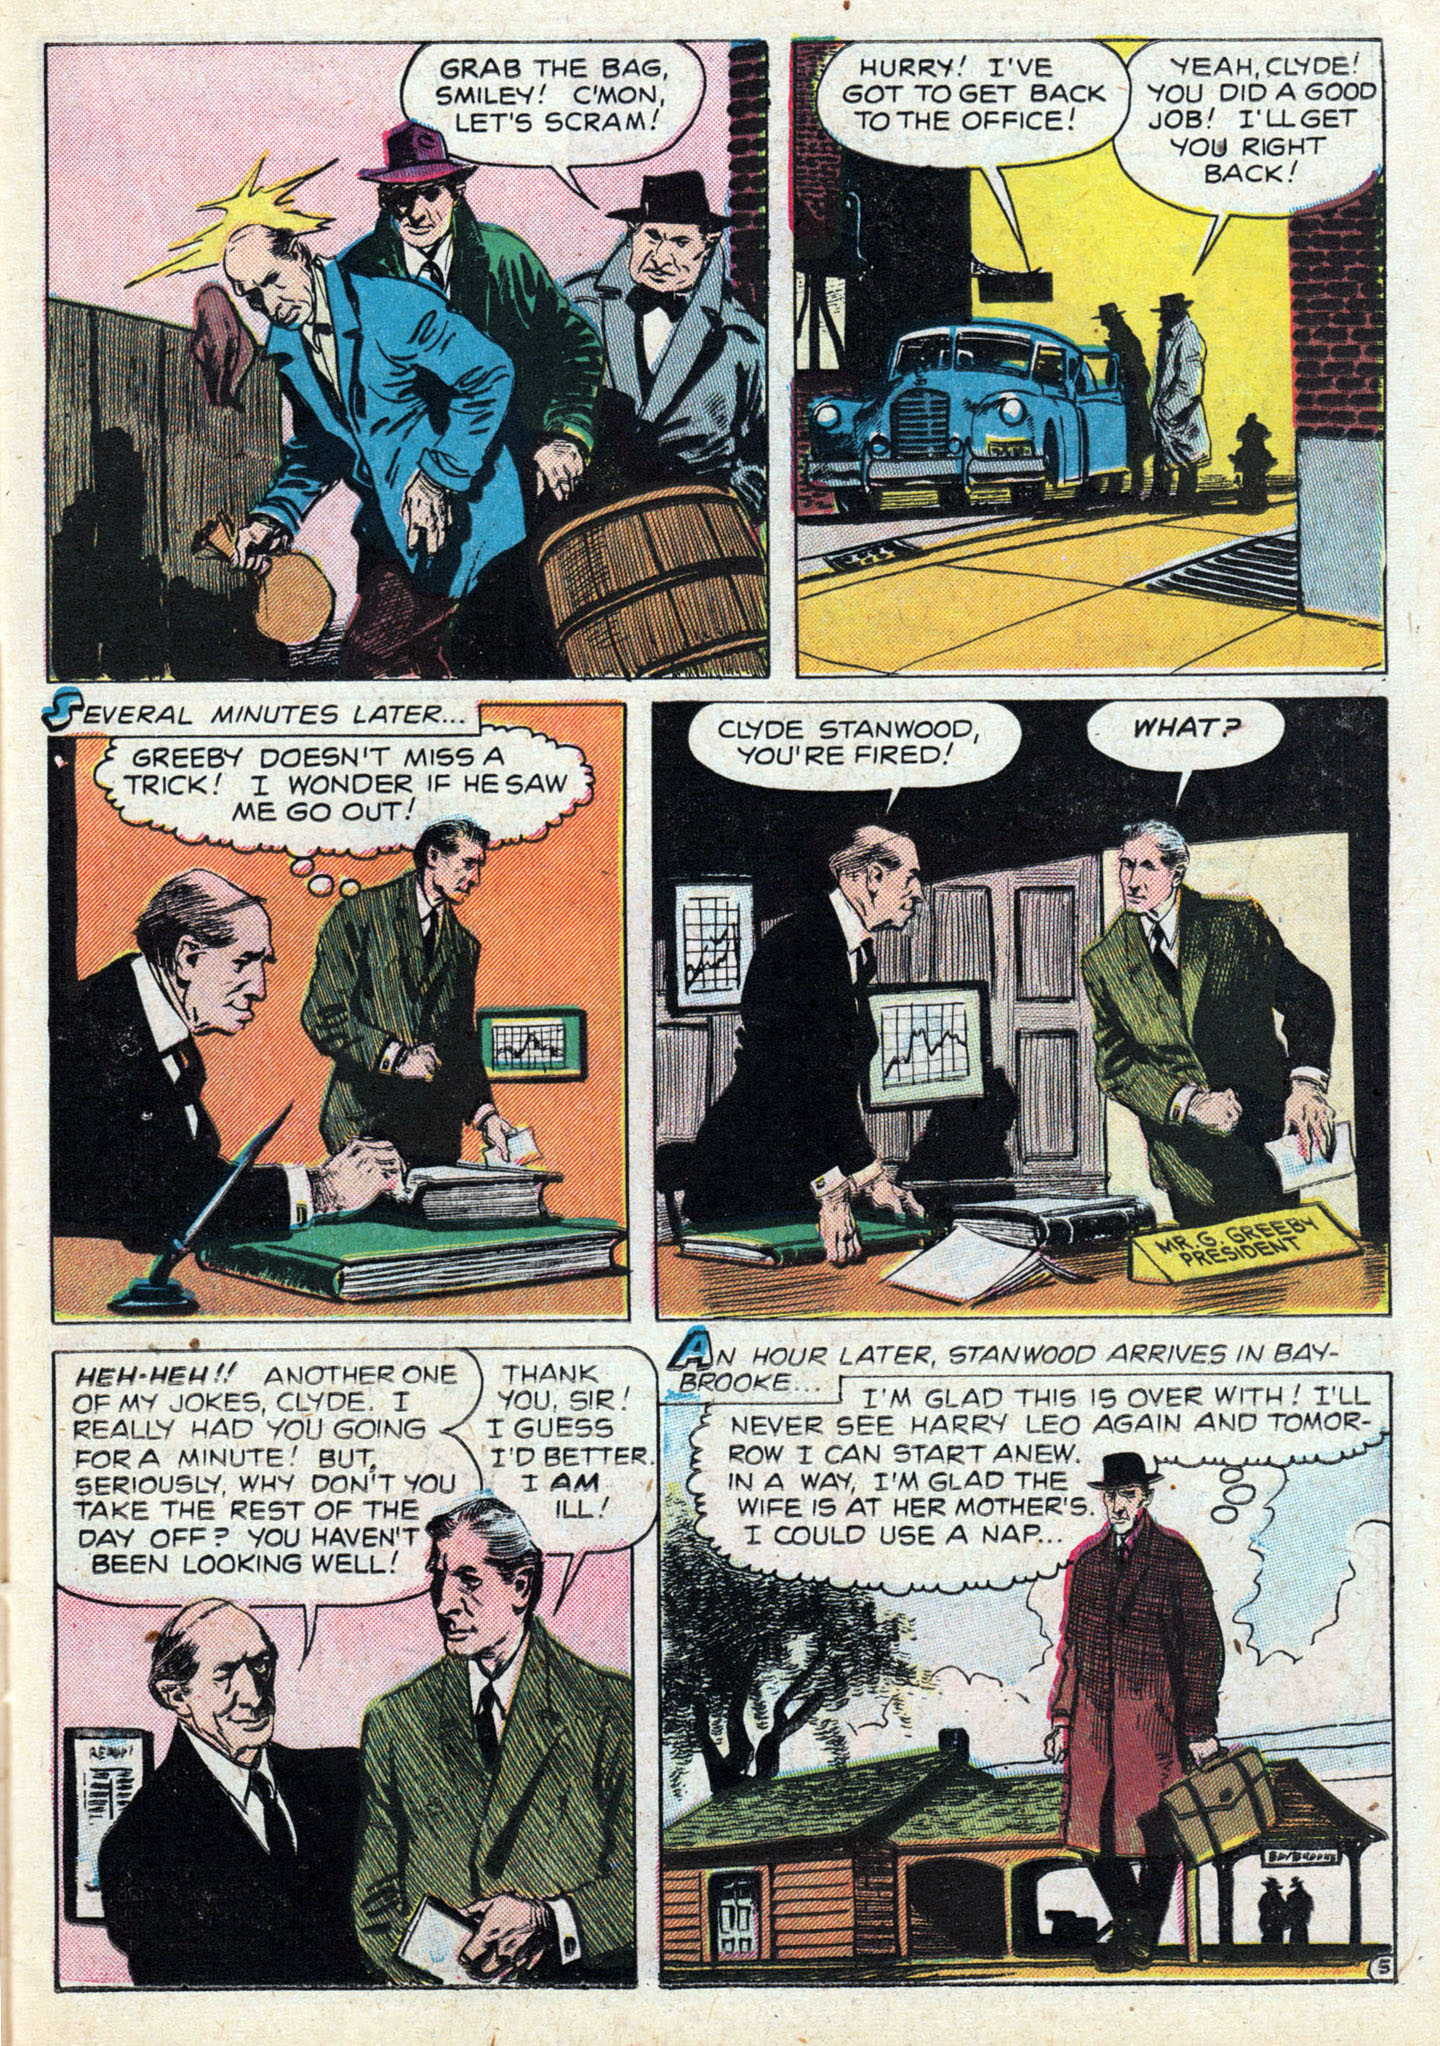 GRAB THE BAG,
SMILEY! C'MON,
LET'S SCRAM!
HURRY! I'VE
GOT TO GET BACK
TO THE OFFICE!
YEAH, CLYDE!
YOU DID A GOOD
JOB! I'LL GET
YOU RIGHT
BACK!
SEVERAL MINUTES LATER...
GREEBY DOESN'T MISS A
TRICK! I WONDER IF HE SAW
ME GO OUT!
CLYDE STANWOOD,
YOU'RE FIRED!
WHAT?
MR. G. GREEBY
PRESIDENT
HEH-HEH!! ANOTHER ONE
OF MY JOKES, CLYDE. I
REALLY HAD YOU GOING
FOR A MINUTE! BUT,
SERIOUSLY, WHY DON'T YOU
TAKE THE REST OF THE
DAY OFF? YOU HAVEN'T
BEEN LOOKING WELL!
THANK
YOU, SIR!
I GUESS
I'D BETTER.
I AM
ILL!
AN HOUR LATER, STANWOOD ARRIVES IN BAY-
BROOKE...
I'M GLAD THIS IS OVER WITH! I'LL
NEVER SEE HARRY LEO AGAIN AND TOMOR-
ROW I CAN START ANEW.
IN A WAY, I'M GLAD THE
WIFE IS AT HER MOTHER'S.
I COULD USE A NAP...
BAYBROOKE
5